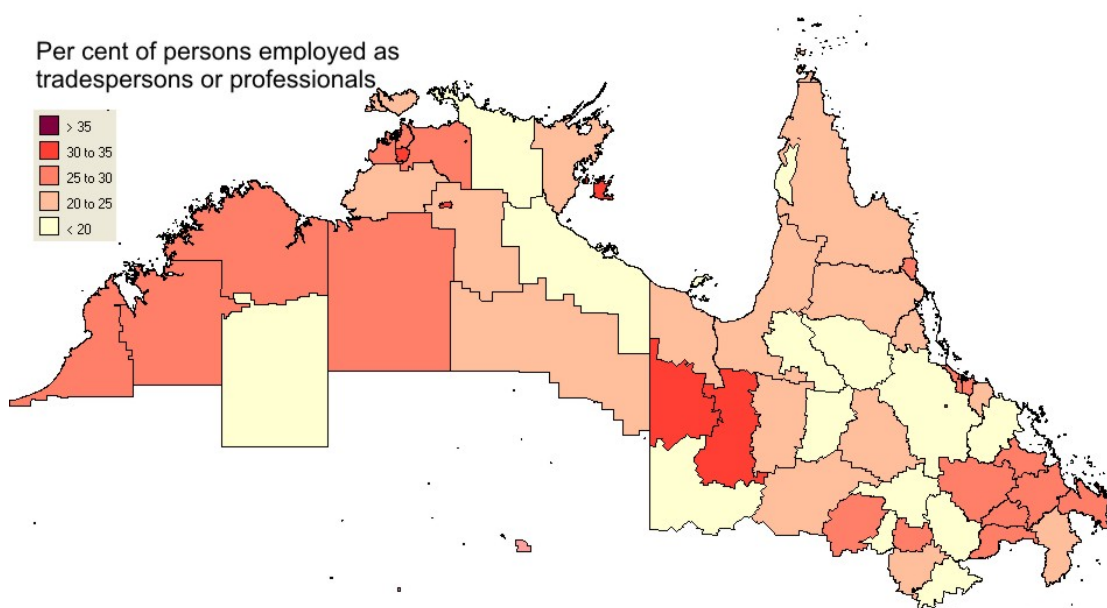 Per cent of persons employed as
tradespersons or professionals
> 35
30 to 35
25 to 30
20 to 25
< 20